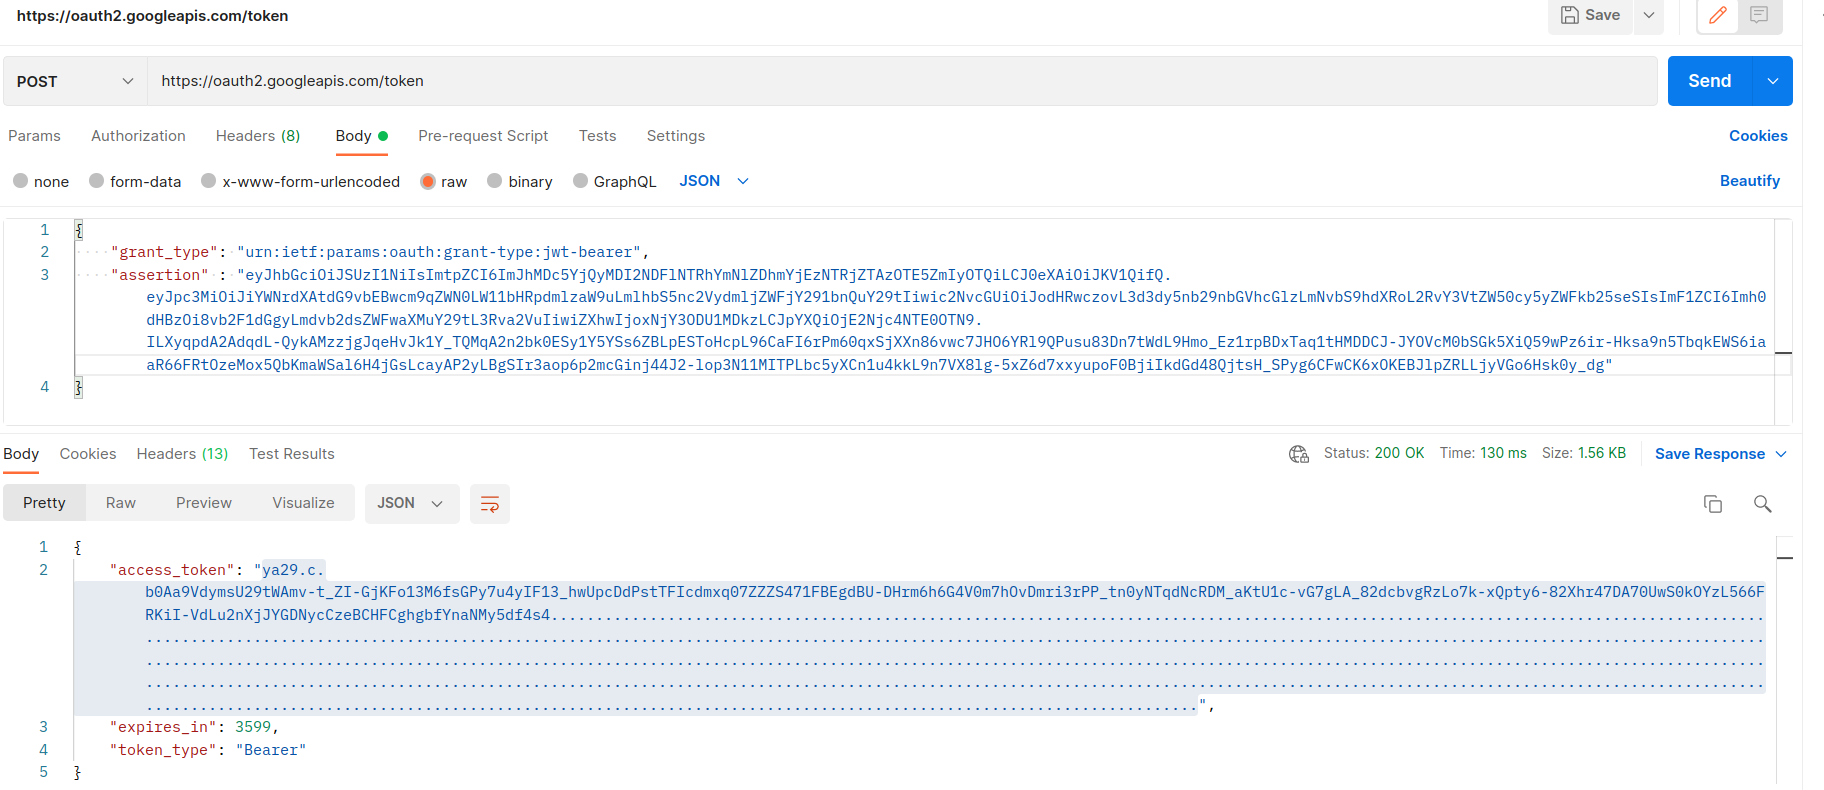 https://oauth2.googleapis.com/token
Save
POST
https://oauth2.googleapis.com/token
Send
Params Authorization Headers (8) Body Pre-request Script Tests Settings Cookies
none form-data x-www-form-urlencoded raw binary GraphQL JSON Beautify
1 {
2 "grant_type": "urn:ietf:params:oauth:grant-type:jwt-bearer",
3 "assertion" : "eyJhbGciOiJSUzI1NiIsImtpZCI6ImJhMDc5YjQyMDI2NDFlNTRhYmNlZDhmYjEzNTRjZTAzOTE5ZmIyOTQiLCJ0eXAiOiJKV1QifQ.
eyJpc3MiOiJiYWNrdXAtdG9vbEBwcm9qZWN0LW11bHRpdmlzaW9uLmlhbS5nc2VydmljZWFjY291bnQuY29tIiwic2NvcGUiOiJodHRwczovL3d3dy5nb29nbGVhcGlzLmNvbS9hdXRoL2RvY3VtZW50cy5yZWFkb25seSIsImF1ZCI6Imh0
dHBzOi8vb2F1dGgyLmdvb2dsZWFwaXMuY29tL3Rva2VuIiwiZXhwIjoxNjY3ODU1MDkzLCJpYXQiOjE2Njc4NTE0OTN9.
ILXyqpdA2AdqdL-QykAMzzjgJqeHvJk1Y_TQMqA2n2bk0ESy1Y5YSs6ZBLpESToHcpL96CaFI6rPm60qxSjXXn86vwc7JHO6YRl9QPusu83Dn7tWdL9Hmo_Ez1rpBDxTaq1tHMDDCJ-JYOVcM0bSGk5XiQ59wPz6ir-Hksa9n5TbqkEWS6ia
aR66FRtOzeMox5QbKmaWSal6H4jGsLcayAP2yLBgSIr3aop6p2mcGinj44J2-lop3N11MITPLbc5yXCn1u4kkL9n7VX8lg-5xZ6d7xxyupoF0BjiIkdGd48QjtsH_SPyg6CFwCK6xOKEBJlpZRLLjyVGo6Hsk0y_dg"
4 }
Body Cookies Headers (13) Test Results Status: 200 OK Time: 130 ms Size: 1.56 KB Save Response
Pretty Raw Preview Visualize JSON
1 {
2 "access_token": "ya29.c.
b0Aa9VdymsU29tWAmv-t_ZI-GjKFo13M6fsGPy7u4yIF13_hwUpcDdPstTFIcdmxq07ZZZS471FBEgdBU-DHrm6h6G4V0m7hOvDmri3rPP_tn0yNTqdNcRDM_aKtU1c-vG7gLA_82dcbvgRzLo7k-xQpty6-82Xhr47DA70UwS0kOYzL566F
RKiI-VdLu2nXjJYGDNycCzeBCHFCghgbfYnaNMy5df4s4
",
3 "expires_in": 3599,
4 "token_type": "Bearer"
5 }